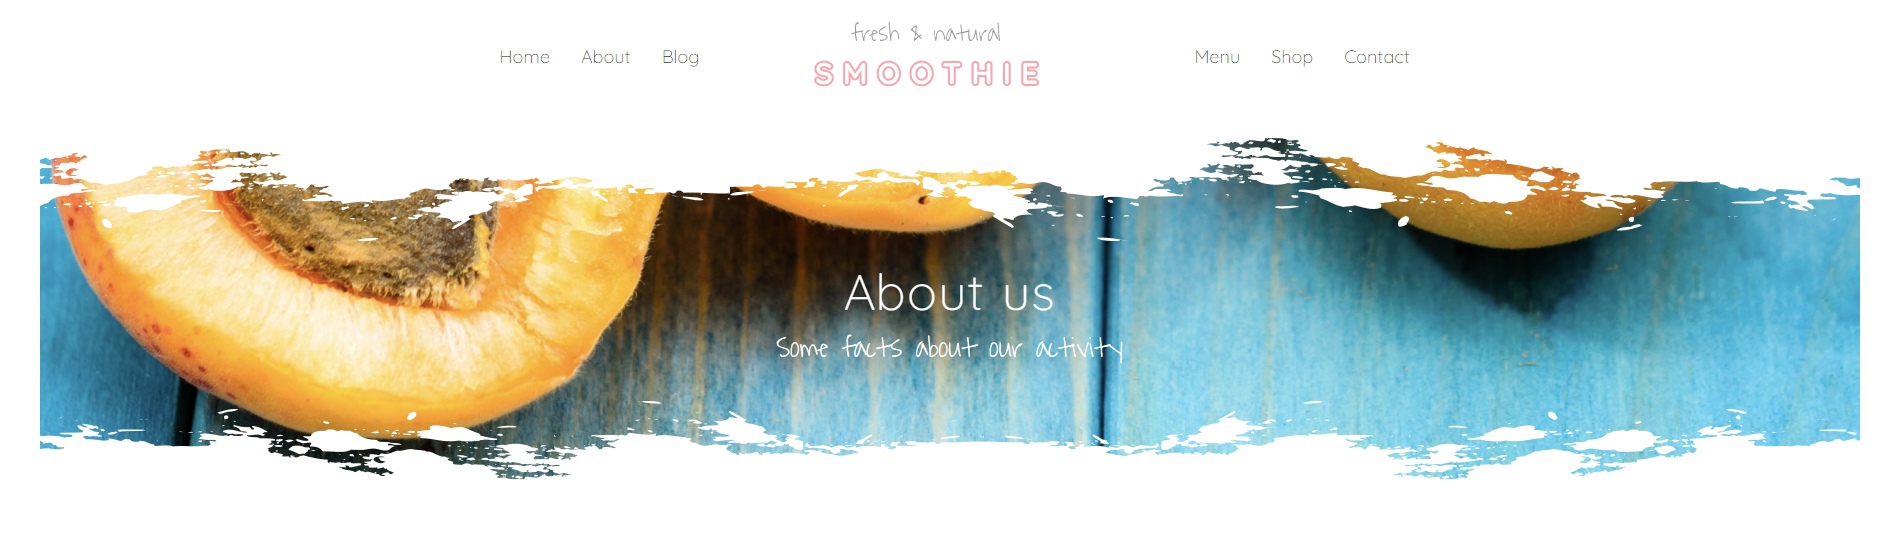 fresh & natural
Home About Blog SMOOTHIE Menu Shop Contact
About us
Some facts about our activity